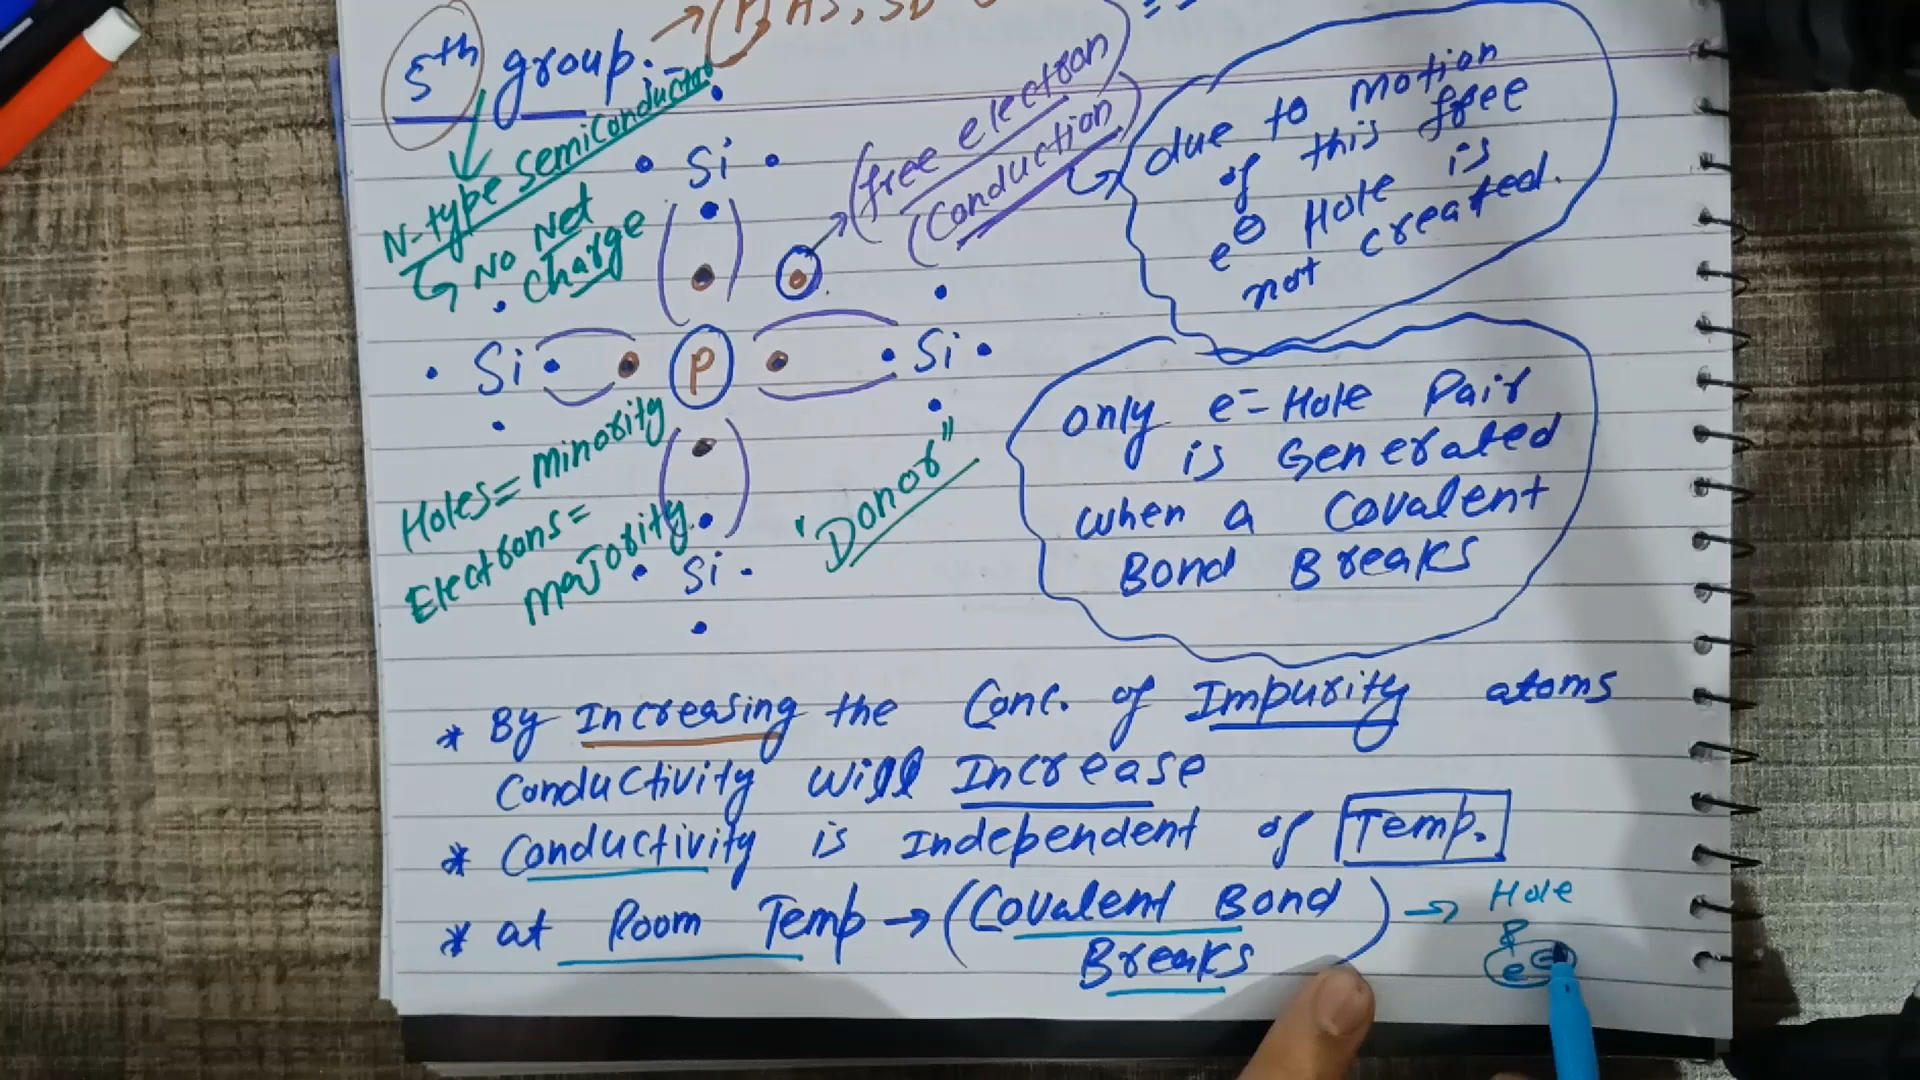 5th group. → (P, As, Sb
N-type semiconductor
No Net
charge
(free electron)
(Conduction)
due to motion
of this free
e⊖ Hole is
not created.
• Si •
Si P Si
Si
Holes = minority
Electrons =
majority
"Donor"
only e-Hole Pair
is Generated
when a Covalent
Bond Breaks
* By Increasing the Conc. of Impurity atoms
Conductivity will Increase
* Conductivity is Independent of Temp.
* at Room Temp → (Covalent Bond → Hole
Breaks) & e